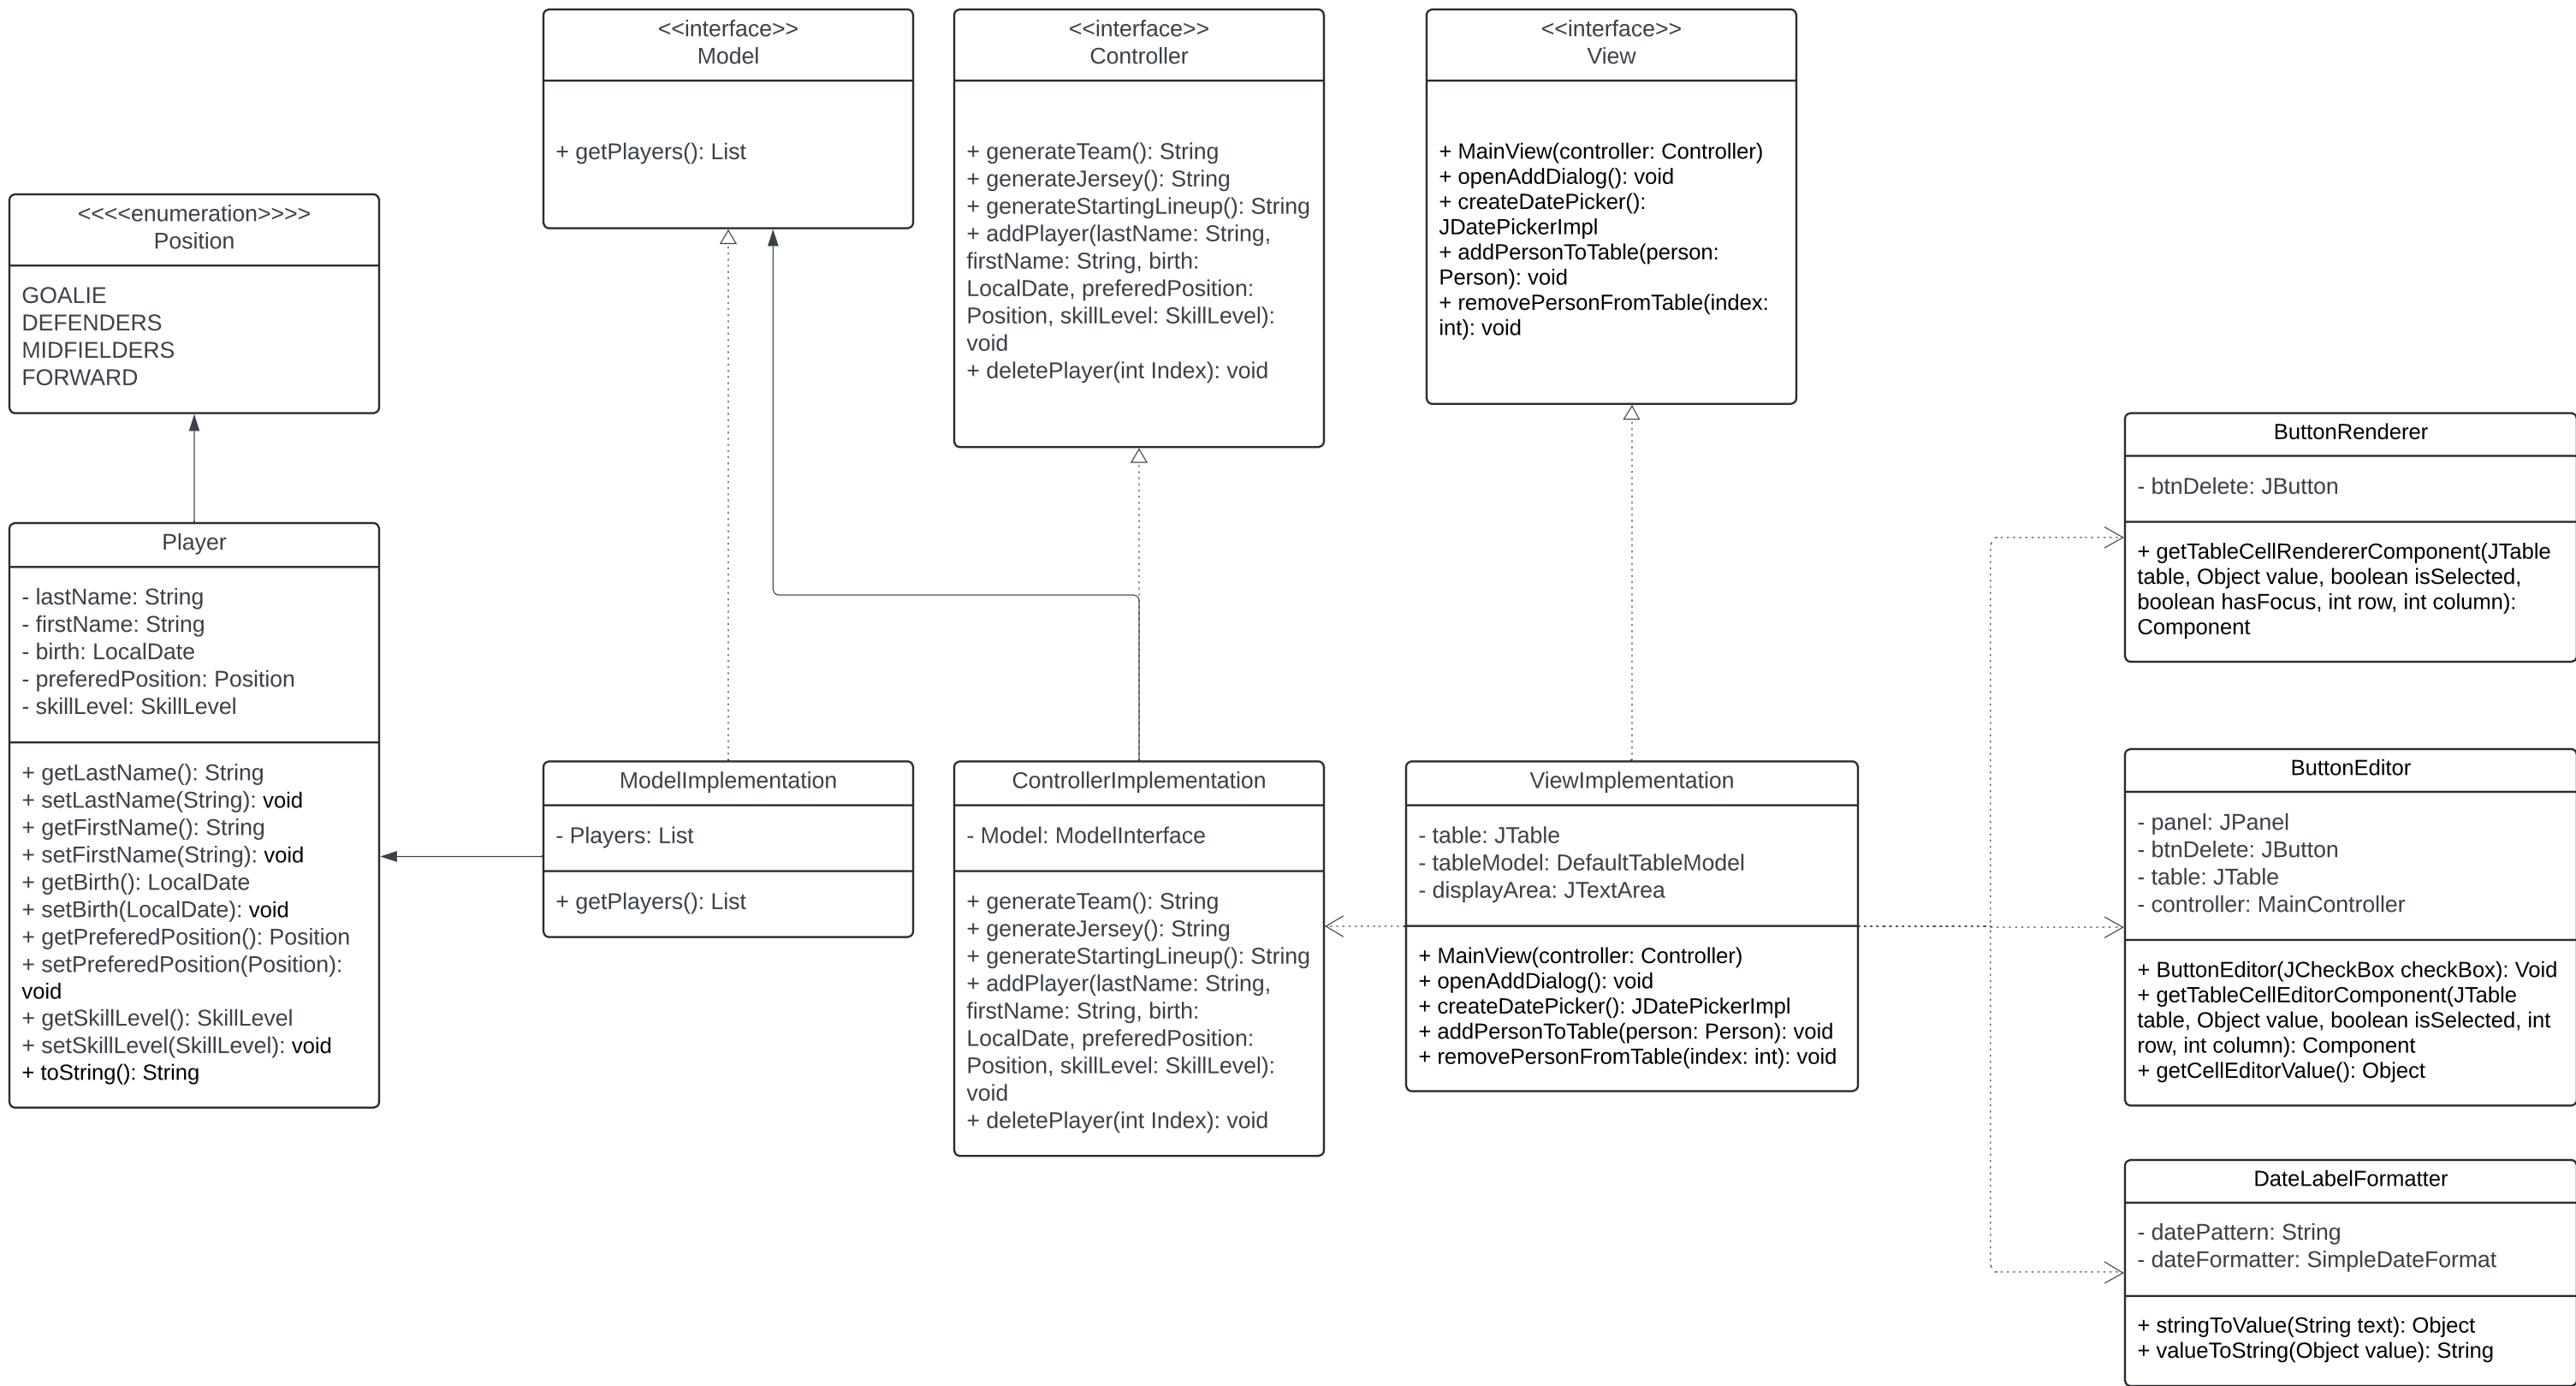 <<interface>>
Model
+ getPlayers(): List
<<interface>>
Controller
+ generateTeam(): String
+ generateJersey(): String
+ generateStartingLineup(): String
+ addPlayer(lastName: String,
firstName: String, birth:
LocalDate, preferedPosition:
Position, skillLevel: SkillLevel):
void
+ deletePlayer(int Index): void
<<interface>>
View
+ MainView(controller: Controller)
+ openAddDialog(): void
+ createDatePicker():
JDatePickerImpl
+ addPersonToTable(person:
Person): void
+ removePersonFromTable(index:
int): void
<<<<enumeration>>>>
Position
GOALIE
DEFENDERS
MIDFIELDERS
FORWARD
Player
- lastName: String
- firstName: String
- birth: LocalDate
- preferedPosition: Position
- skillLevel: SkillLevel
+ getLastName(): String
+ setLastName(String): void
+ getFirstName(): String
+ setFirstName(String): void
+ getBirth(): LocalDate
+ setBirth(LocalDate): void
+ getPreferedPosition(): Position
+ setPreferedPosition(Position):
void
+ getSkillLevel(): SkillLevel
+ setSkillLevel(SkillLevel): void
+ toString(): String
ModelImplementation
- Players: List
+ getPlayers(): List
ControllerImplementation
- Model: ModelInterface
+ generateTeam(): String
+ generateJersey(): String
+ generateStartingLineup(): String
+ addPlayer(lastName: String,
firstName: String, birth:
LocalDate, preferedPosition:
Position, skillLevel: SkillLevel):
void
+ deletePlayer(int Index): void
ViewImplementation
- table: JTable
- tableModel: DefaultTableModel
- displayArea: JTextArea
+ MainView(controller: Controller)
+ openAddDialog(): void
+ createDatePicker(): JDatePickerImpl
+ addPersonToTable(person: Person): void
+ removePersonFromTable(index: int): void
ButtonRenderer
- btnDelete: JButton
+ getTableCellRendererComponent(JTable
table, Object value, boolean isSelected,
boolean hasFocus, int row, int column):
Component
ButtonEditor
- panel: JPanel
- btnDelete: JButton
- table: JTable
- controller: MainController
+ ButtonEditor(JCheckBox checkBox): Void
+ getTableCellEditorComponent(JTable
table, Object value, boolean isSelected, int
row, int column): Component
+ getCellEditorValue(): Object
DateLabelFormatter
- datePattern: String
- dateFormatter: SimpleDateFormat
+ stringToValue(String text): Object
+ valueToString(Object value): String